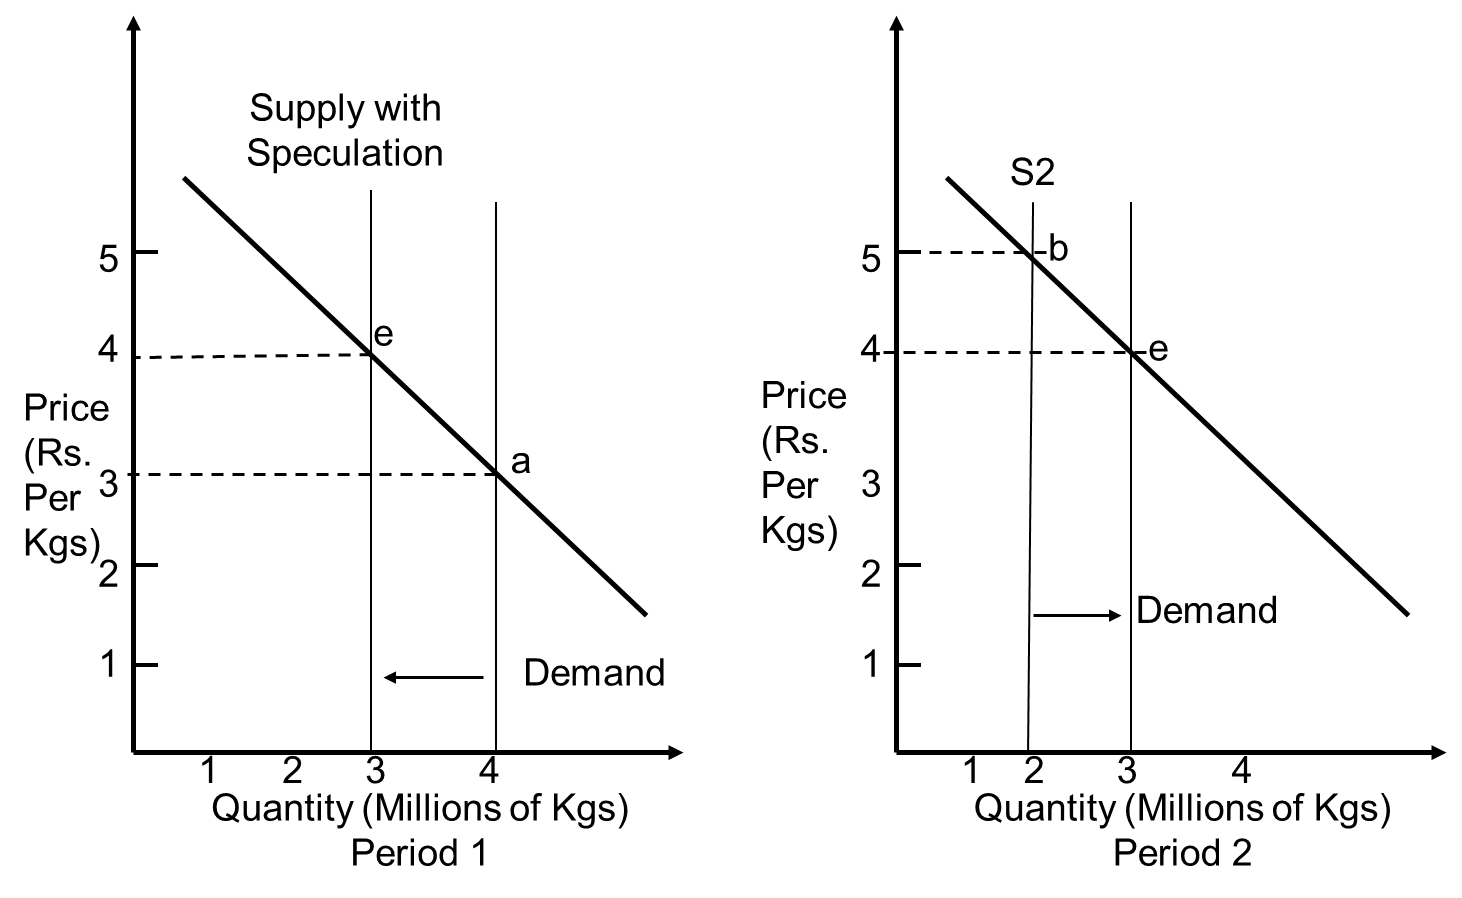 Supply with
Speculation
5
e
4
Price
(Rs.
Per
Kgs)
a
3
2
1
Demand
1 2 3 4
Quantity (Millions of Kgs)
Period 1
S2
b
5
4
e
Price
(Rs.
Per
Kgs)
3
2
Demand
1
1 2 3 4
Quantity (Millions of Kgs)
Period 2